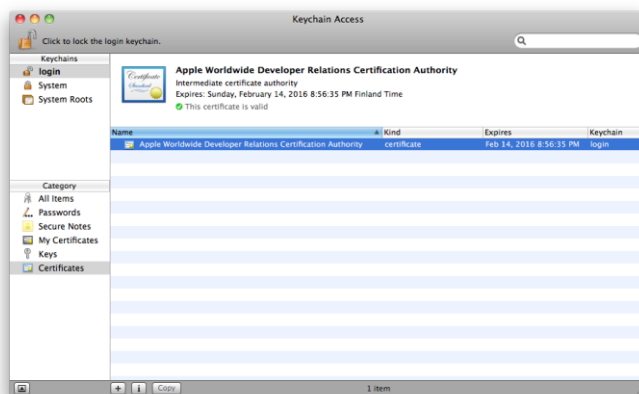 Keychain Access
Click to lock the login keychain.
Keychains
login
System
System Roots
Certificate
Standard
Apple Worldwide Developer Relations Certification Authority
Intermediate certificate authority
Expires: Sunday, February 14, 2016 8:56:35 PM Finland Time
This certificate is valid
Name Kind Expires Keychain
Apple Worldwide Developer Relations Certification Authority certificate Feb 14, 2016 8:56:35 PM login
Category
All Items
Passwords
Secure Notes
My Certificates
Keys
Certificates
+ i Copy 1 item